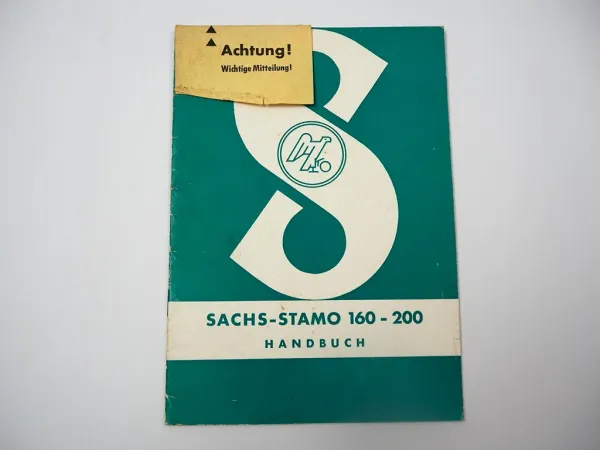 Achtung!
Wichtige Mitteilung!
S
SACHS-STAMO 160 - 200
HANDBUCH